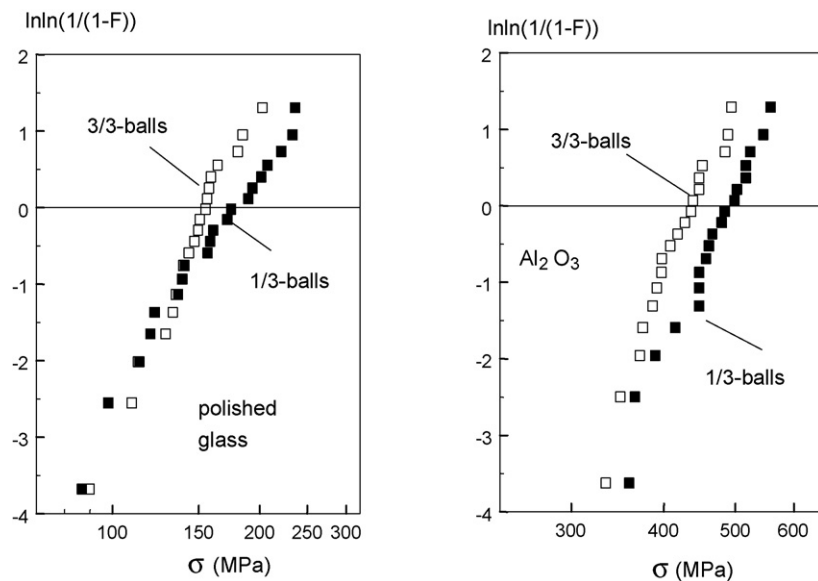 lnln(1/(1-F))
2
1
0
-1
-2
-3
-4
3/3-balls
1/3-balls
polished
glass
100
150
200
250
300
σ (MPa)
lnln(1/(1-F))
2
1
0
-1
-2
-3
-4
3/3-balls
Al₂ O₃
1/3-balls
300
400
500
600
σ (MPa)